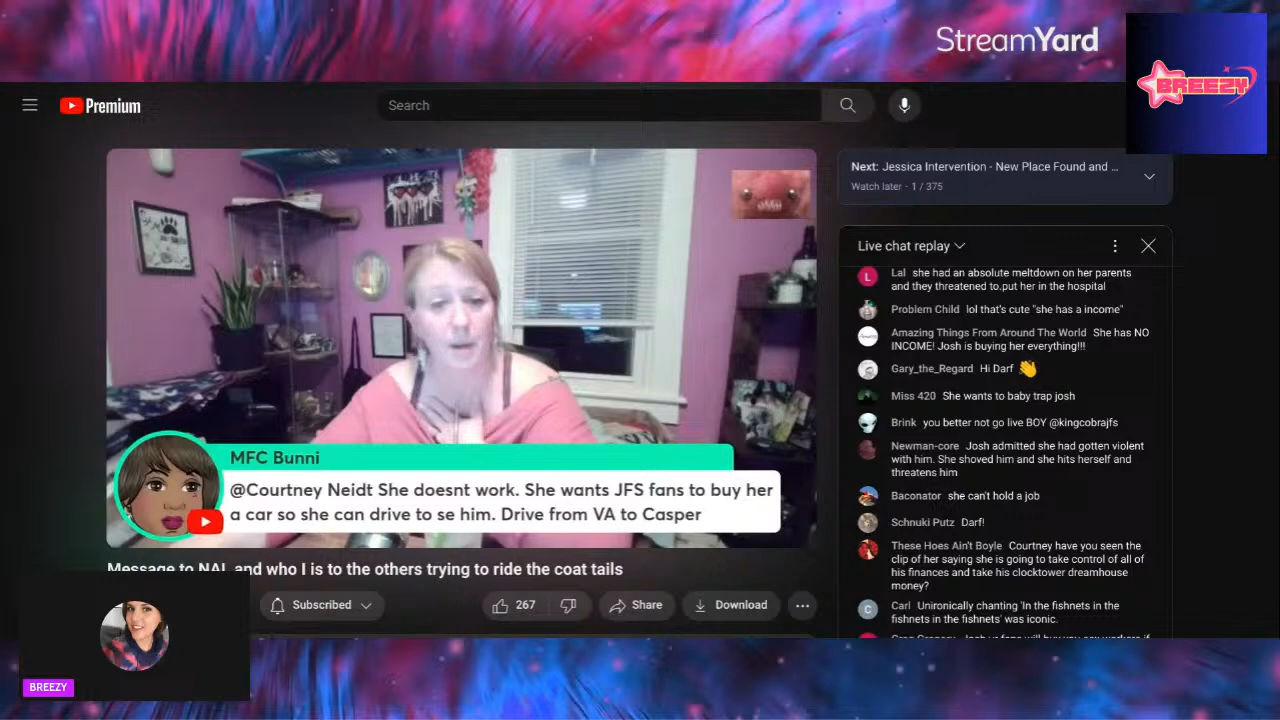 StreamYard
BREEZY
Premium
Search
Next: Jessica Intervention - New Place Found and ...
Watch later · 1 / 375
Live chat replay
Lal she had an absolute meltdown on her parents
and they threatened to.put her in the hospital
Problem Child lol that's cute "she has a income"
Amazing Things From Around The World She has NO
INCOME! Josh is buying her everything!!!
Gary_the_Regard Hi Darf 👏
Miss 420 She wants to baby trap josh
Brink you better not go live BOY @kingcobrajfs
Newman-core Josh admitted she had gotten violent
with him. She shoved him and she hits herself and
threatens him
Baconator she can't hold a job
Schnuki Putz Darf!
These Hoes Ain't Boyle Courtney have you seen the
clip of her saying she is going to take control of all of
his finances and take his clocktower dreamhouse
money?
Carl Unironically chanting 'In the fishnets in the
fishnets in the fishnets' was iconic.
MFC Bunni
@Courtney Neidt She doesnt work. She wants JFS fans to buy her
a car so she can drive to se him. Drive from VA to Casper
Message to NAL and who I is to the others trying to ride the coat tails
Subscribed
267
Share
Download
BREEZY